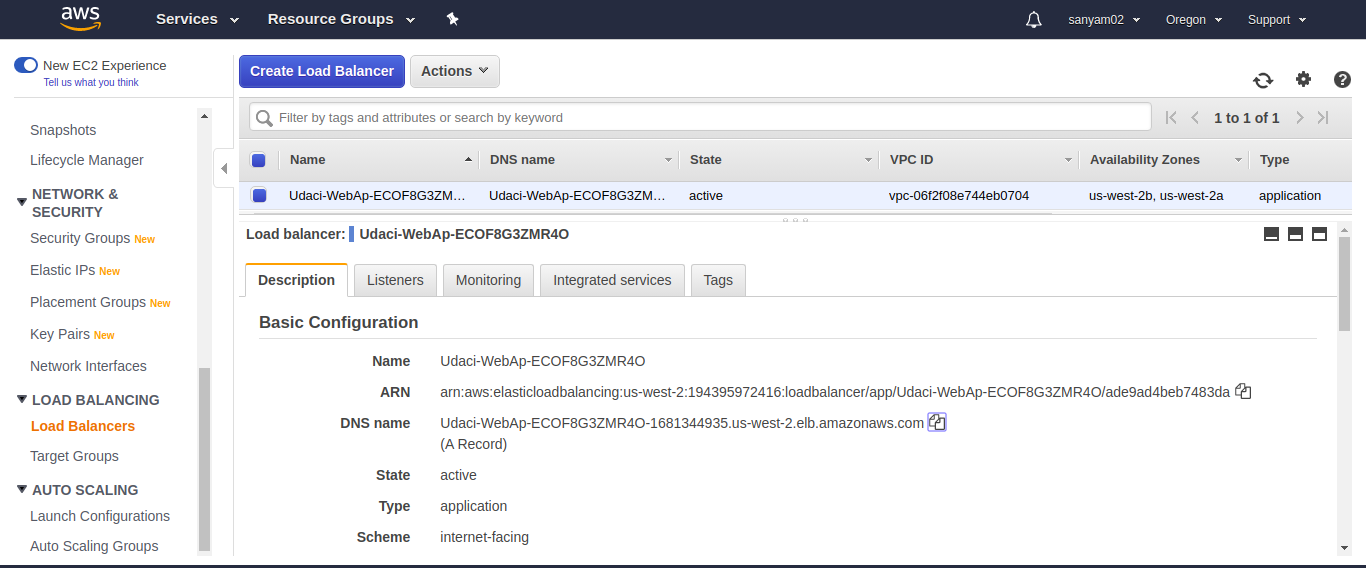 aws Services Resource Groups sanyam02 Oregon Support
New EC2 Experience
Tell us what you think
Snapshots
Lifecycle Manager
NETWORK &
SECURITY
Security Groups New
Elastic IPs New
Placement Groups New
Key Pairs New
Network Interfaces
LOAD BALANCING
Load Balancers
Target Groups
AUTO SCALING
Launch Configurations
Auto Scaling Groups
Create Load Balancer Actions
Filter by tags and attributes or search by keyword 1 to 1 of 1
Name DNS name State VPC ID Availability Zones Type
Udaci-WebAp-ECOF8G3ZM... Udaci-WebAp-ECOF8G3ZM... active vpc-06f2f08e744eb0704 us-west-2b, us-west-2a application
Load balancer: Udaci-WebAp-ECOF8G3ZMR4O
Description Listeners Monitoring Integrated services Tags
Basic Configuration
Name Udaci-WebAp-ECOF8G3ZMR4O
ARN arn:aws:elasticloadbalancing:us-west-2:194395972416:loadbalancer/app/Udaci-WebAp-ECOF8G3ZMR4O/ade9ad4beb7483da
DNS name Udaci-WebAp-ECOF8G3ZMR4O-1681344935.us-west-2.elb.amazonaws.com
(A Record)
State active
Type application
Scheme internet-facing